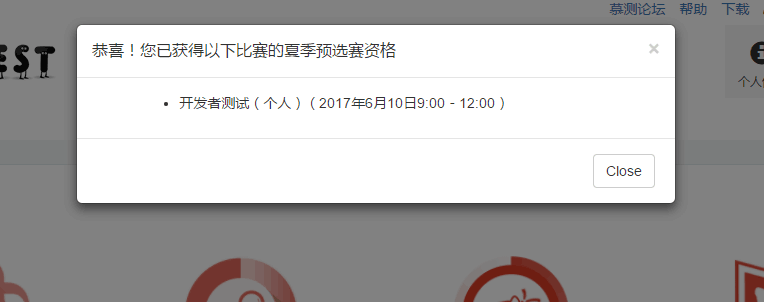 慕测论坛 帮助 下载
EST
恭喜！您已获得以下比赛的夏季预选赛资格 ×
个人
• 开发者测试（个人）（2017年6月10日9:00 - 12:00）
Close